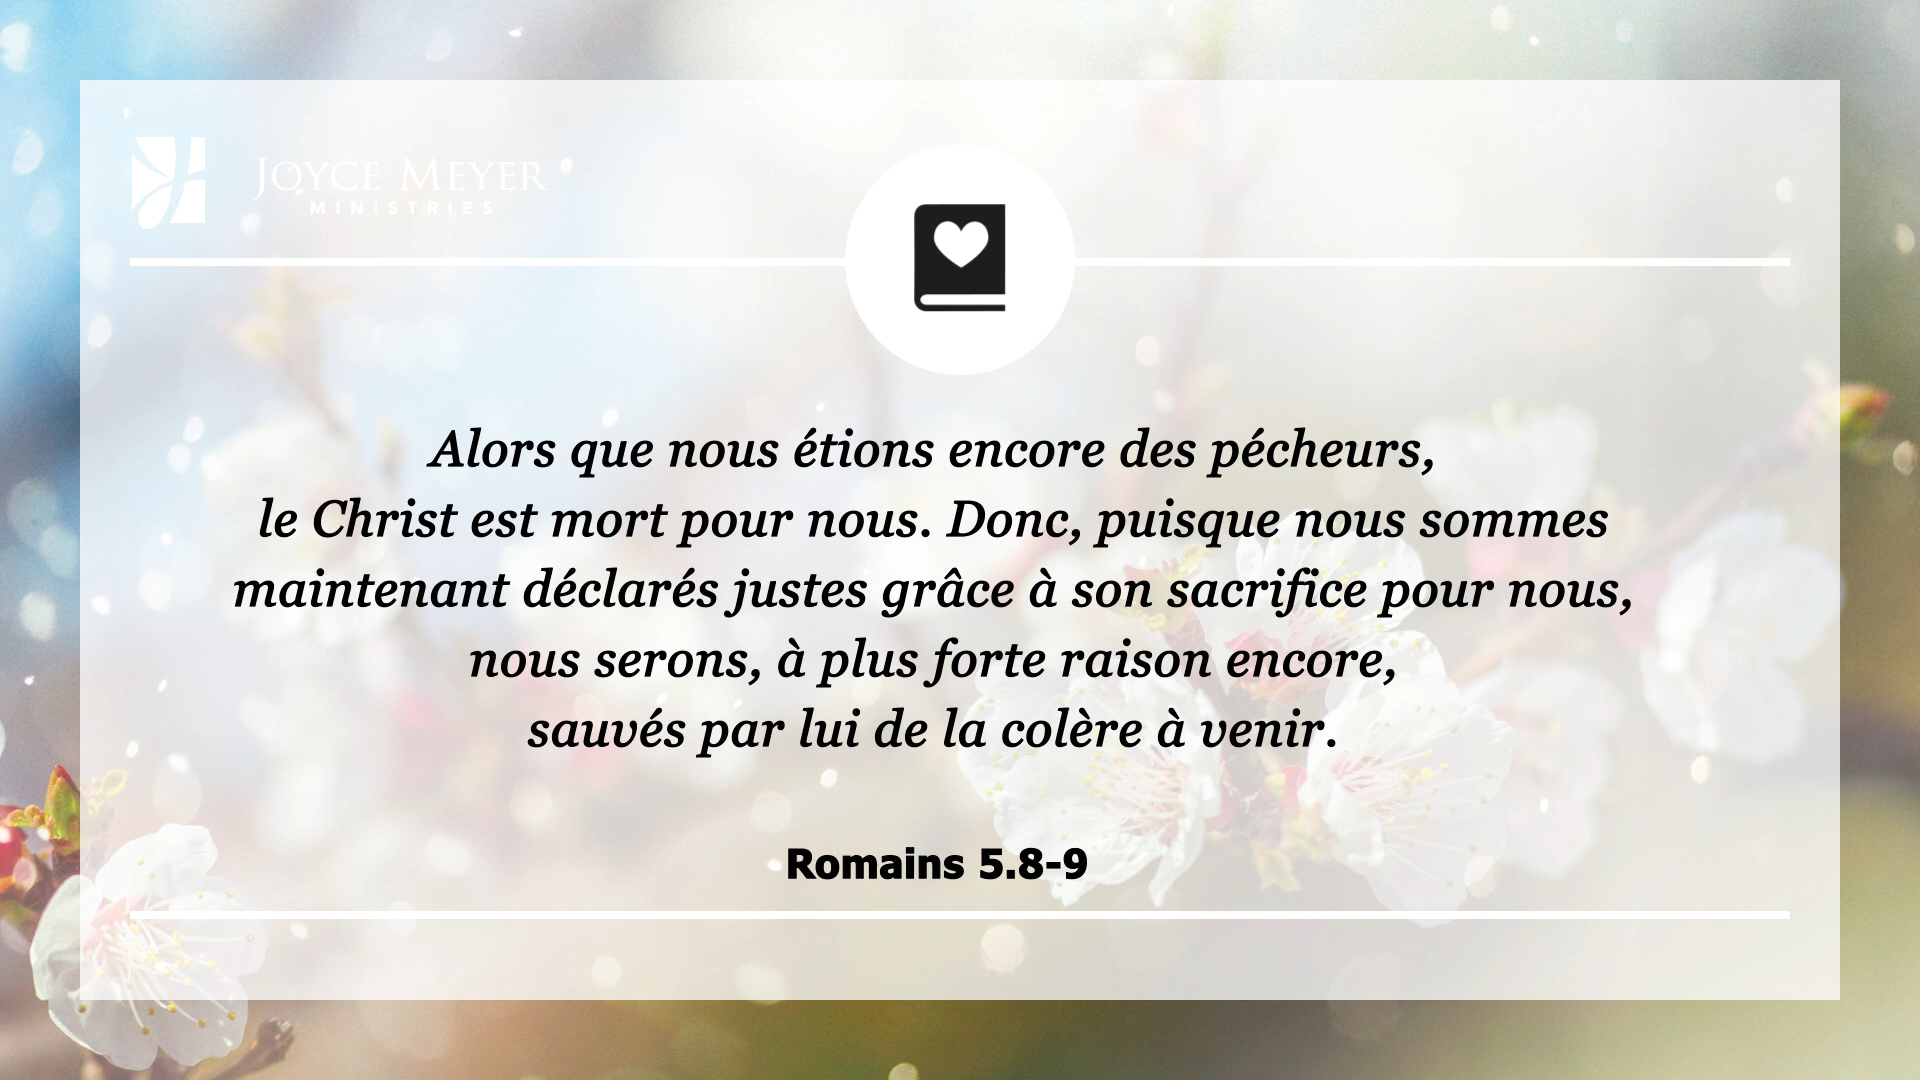 JOYCE MEYER
MINISTRIES
Alors que nous étions encore des pécheurs,
le Christ est mort pour nous. Donc, puisque nous sommes
maintenant déclarés justes grâce à son sacrifice pour nous,
nous serons, à plus forte raison encore,
sauvés par lui de la colère à venir.
Romains 5.8-9